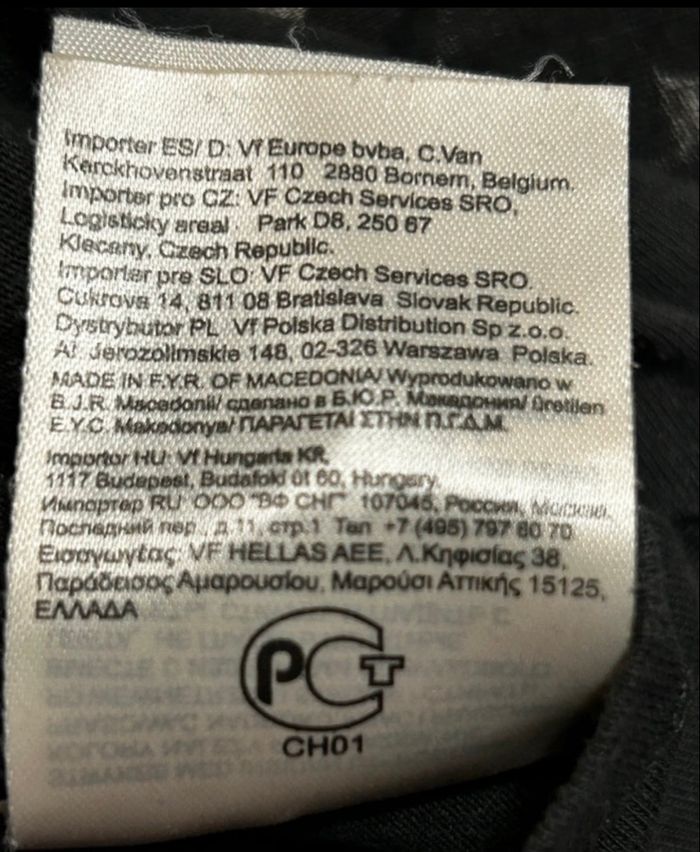 Importer ES/ D: Vf Europe bvba, C.Van
Kerckhovenstraat 110 2880 Bornem, Belgium.
Importer pro CZ: VF Czech Services SRO,
Logisticky areal Park D8, 250 67
Klecany, Czech Republic.
Importer pre SLO: VF Czech Services SRO
Cukrova 14, 811 08 Bratislava Slovak Republic.
Dystrybutor PL Vf Polska Distribution Sp z.o.o.
Al Jerozolimskie 148, 02-326 Warszawa Polska.
MADE IN F.Y.R. OF MACEDONIA/ Wyprodukowano w
B.J.R. Macedonii/ сделано в Б.Ю.Р. Македония/ Üretilen
E.Y.C. Makedonya/ ΠΑΡΑΓΕΤΑΙ ΣΤΗΝ Π.Γ.Δ.Μ.
Importor HU: Vf Hungaria Kft,
1117 Budapest, Budafoki út 60, Hungary,
Импортер RU: ООО "ВФ СНГ" 107045, Россия, Москва,
Последний пер., д.11, стр.1 Тел +7 (495) 797 60 70
Εισαγωγέας: VF HELLAS AEE, Λ.Κηφισίας 38,
Παράδεισος Αμαρουσίου, Μαρούσι Αττικής 15125,
ΕΛΛΑΔΑ
РСТ
CH01